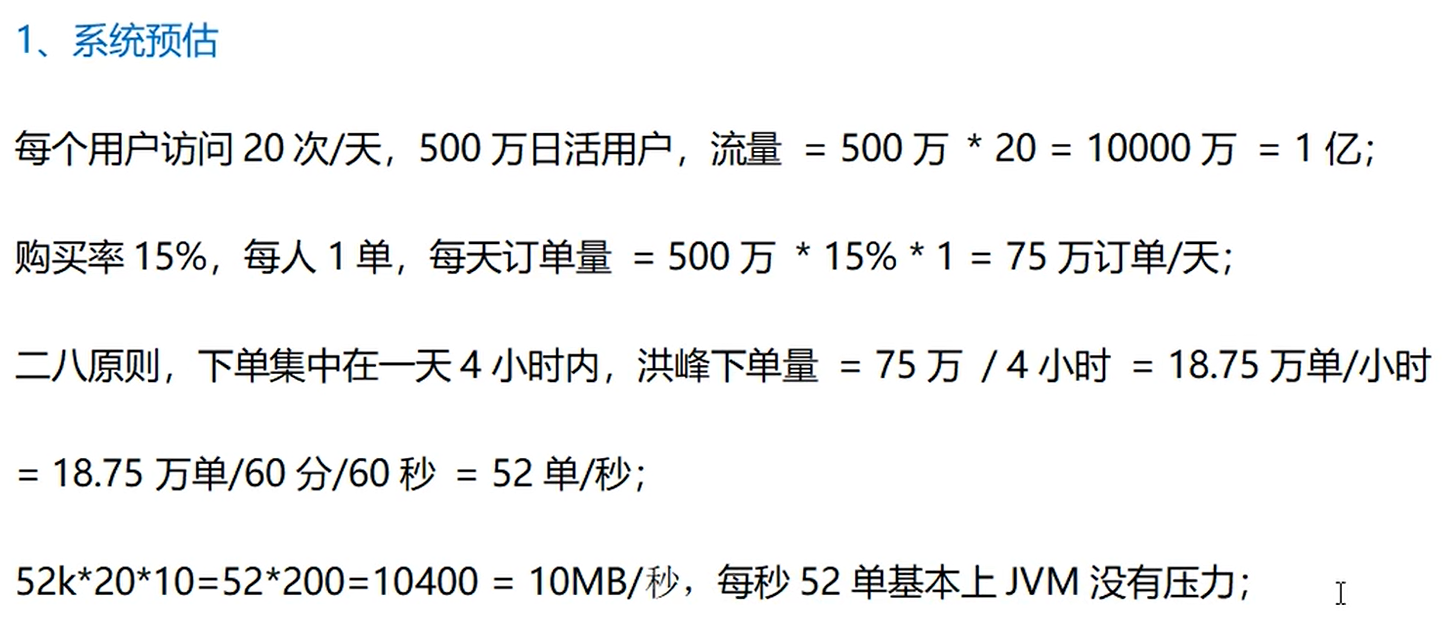 1、系统预估
每个用户访问 20 次/天，500 万日活用户，流量 = 500 万 * 20 = 10000 万 = 1 亿；
购买率 15%，每人 1 单，每天订单量 = 500 万 * 15% * 1 = 75 万订单/天；
二八原则，下单集中在一天 4 小时内，洪峰下单量 = 75 万 / 4 小时 = 18.75 万单/小时
= 18.75 万单/60 分/60 秒 = 52 单/秒；
52k*20*10=52*200=10400 = 10MB/秒，每秒 52 单基本上 JVM 没有压力；